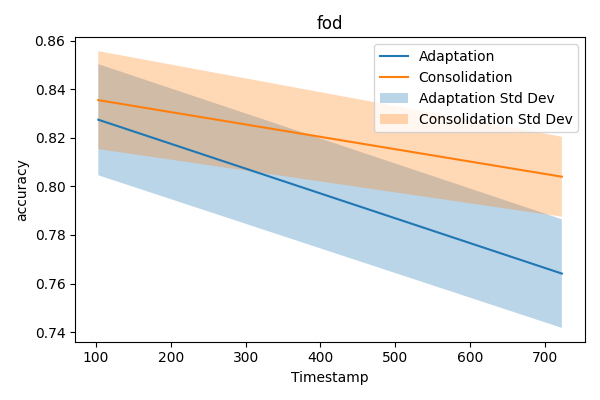 fod
0.86
0.84
0.82
0.80
0.78
0.76
0.74
accuracy
Adaptation
Consolidation
Adaptation Std Dev
Consolidation Std Dev
100 200 300 400 500 600 700
Timestamp